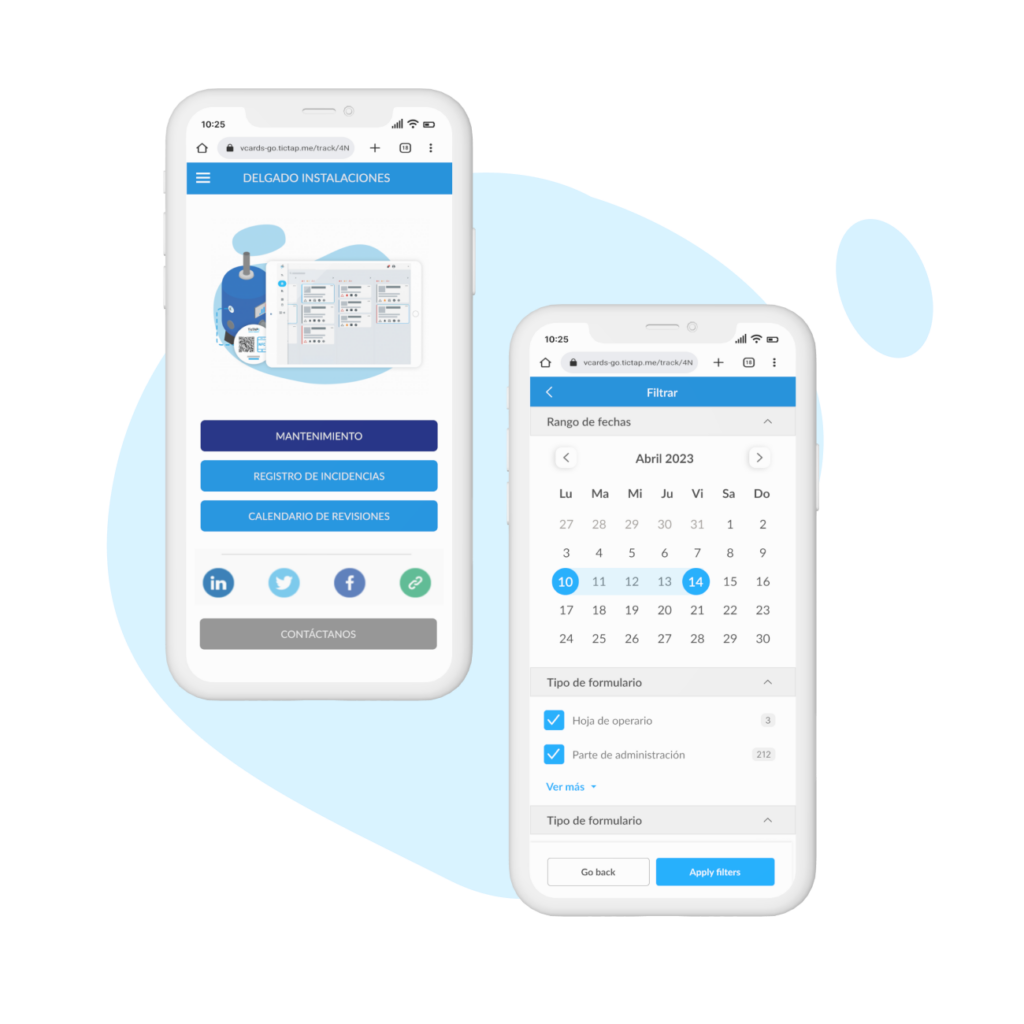 10:25
vcards-go.tictap.me/track/4N
18
DELGADO INSTALACIONES
MANTENIMIENTO
REGISTRO DE INCIDENCIAS
CALENDARIO DE REVISIONES
in
f
CONTÁCTANOS
10:25
vcards-go.tictap.me/track/4N
18
Filtrar
Rango de fechas
Abril 2023
Lu Ma Mi Ju Vi Sa Do
27 28 29 30 31 1 2
3 4 5 6 7 8 9
10 11 12 13 14 15 16
17 18 19 20 21 22 23
24 25 26 27 28 29 30
Tipo de formulario
Hoja de operario 3
Parte de administración 212
Ver más
Tipo de formulario
Go back Apply filters